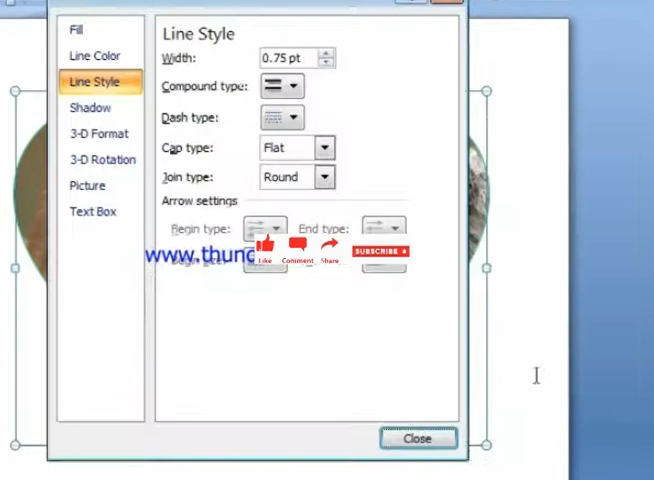 Fill
Line Color
Line Style
Shadow
3-D Format
3-D Rotation
Picture
Text Box
Line Style
Width: 0.75 pt
Compound type:
Dash type:
Cap type: Flat
Join type: Round
Arrow settings
Begin type: End type:
www.thund
Like Comment Share SUBSCRIBE
Close